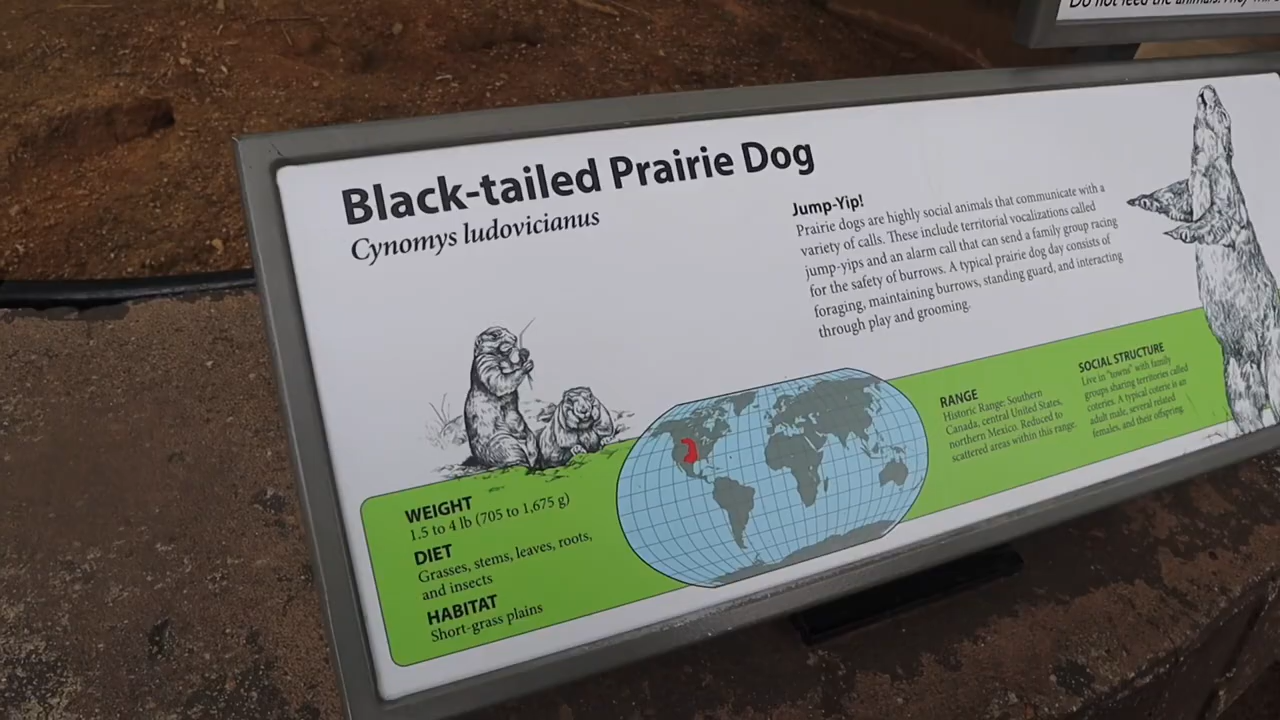 Do not feed the animals. They will
Black-tailed Prairie Dog
Cynomys ludovicianus
Jump-Yip!
Prairie dogs are highly social animals that communicate with a
variety of calls. These include territorial vocalizations called
jump-yips and an alarm call that can send a family group racing
for the safety of burrows. A typical prairie dog day consists of
foraging, maintaining burrows, standing guard, and interacting
through play and grooming.
WEIGHT
1.5 to 4 lb (705 to 1,675 g)
DIET
Grasses, stems, leaves, roots,
and insects
HABITAT
Short-grass plains
RANGE
Historic Range: Southern
Canada, central United States,
northern Mexico. Reduced to
scattered areas within this range.
SOCIAL STRUCTURE
Live in "towns" with family
groups sharing territories called
coteries. A typical coterie is an
adult male, several related
females, and their offspring.